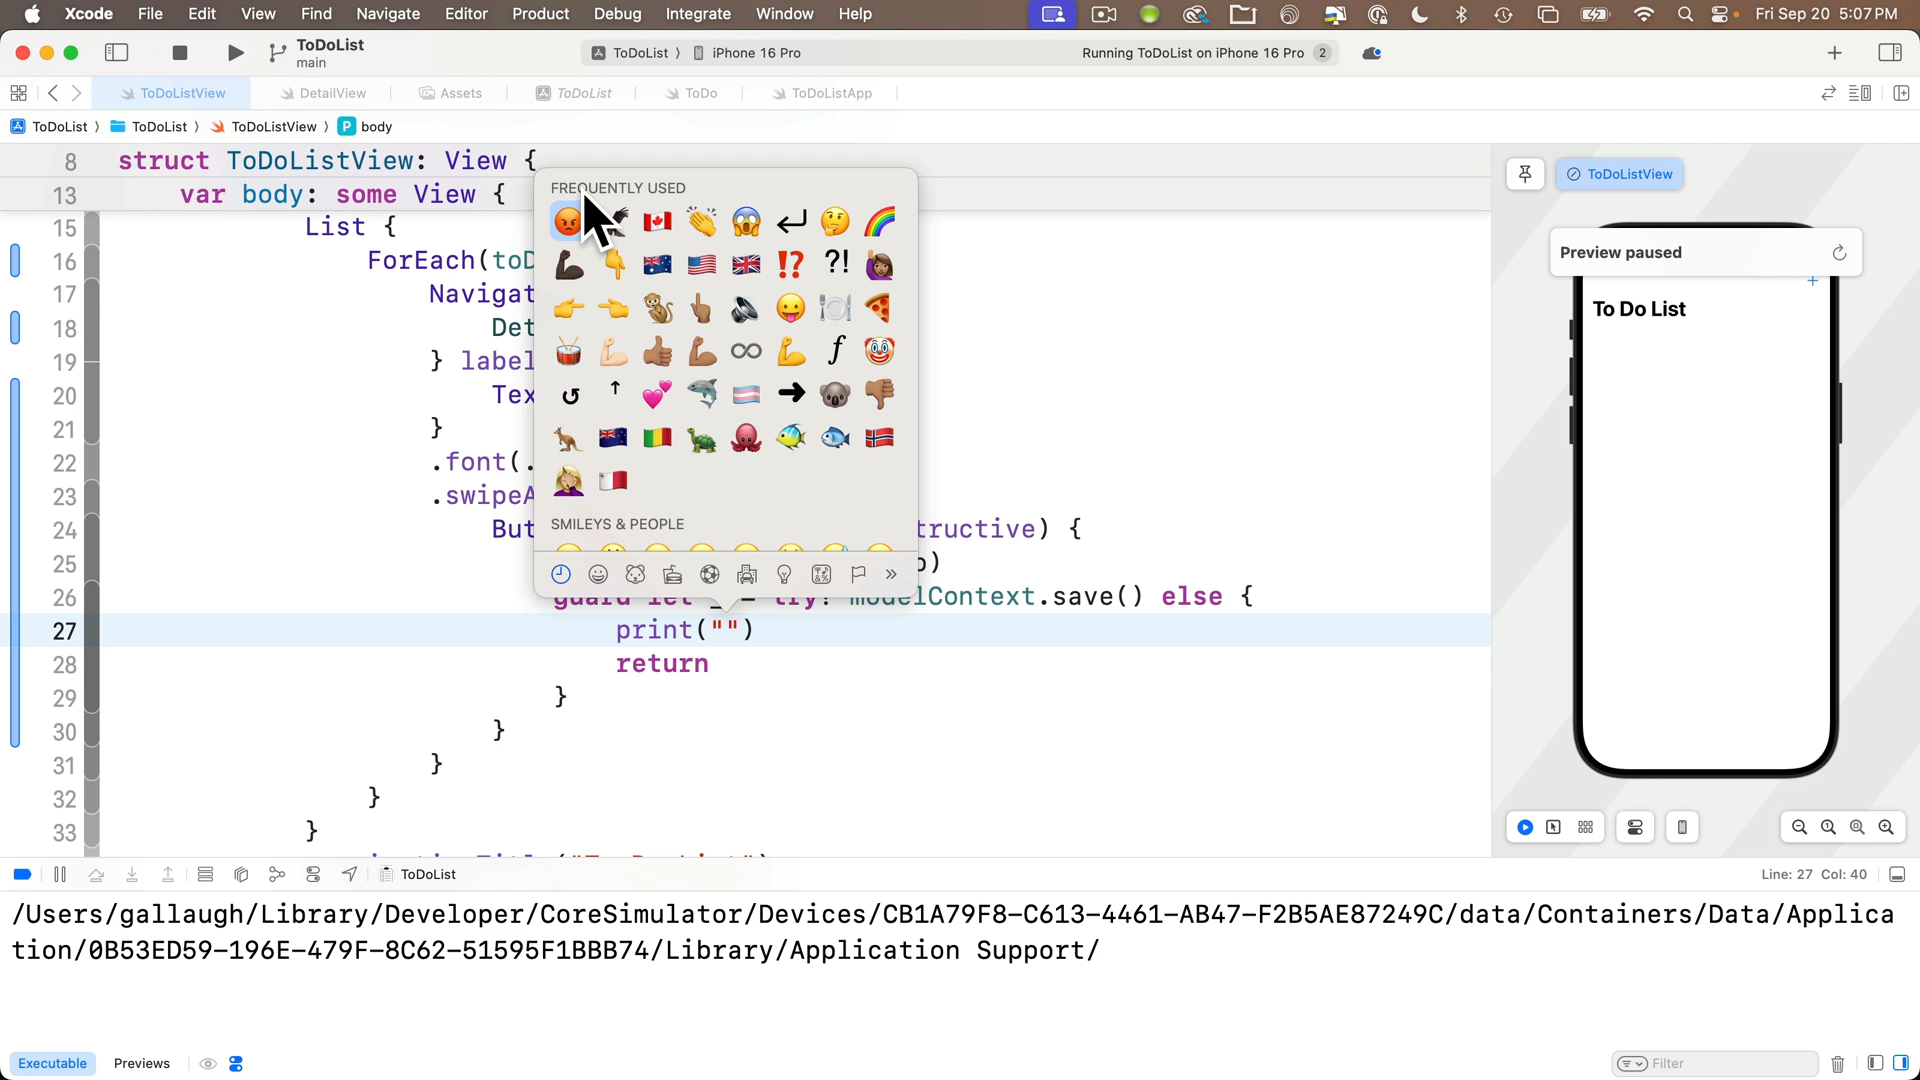 Xcode File Edit View Find Navigate Editor Product Debug Integrate Window Help Fri Sep 20 5:07 PM
ToDoList
main
ToDoList 〉 iPhone 16 Pro Running ToDoList on iPhone 16 Pro 2
ToDoListView DetailView Assets ToDoList ToDo ToDoListApp
ToDoList 〉 ToDoList 〉 ToDoListView 〉 P body
8 struct ToDoListView: View {
13 var body: some View {
15 List {
16 ForEach(toD
17 Navigat
18 Det
19 } label
20 Tex
21 }
22 .font(.
23 .swipeA
24 But tructive) {
25 )
26 guard let _ = try? modelContext.save() else {
27 print("")
28 return
29 }
30 }
31 }
32 }
33 }
FREQUENTLY USED
SMILEYS & PEOPLE
ToDoListView
Preview paused
To Do List
ToDoList Line: 27 Col: 40
/Users/gallaugh/Library/Developer/CoreSimulator/Devices/CB1A79F8-C613-4461-AB47-F2B5AE87249C/data/Containers/Data/Applica
tion/0B53ED59-196E-479F-8C62-51595F1BBB74/Library/Application Support/
Executable Previews Filter